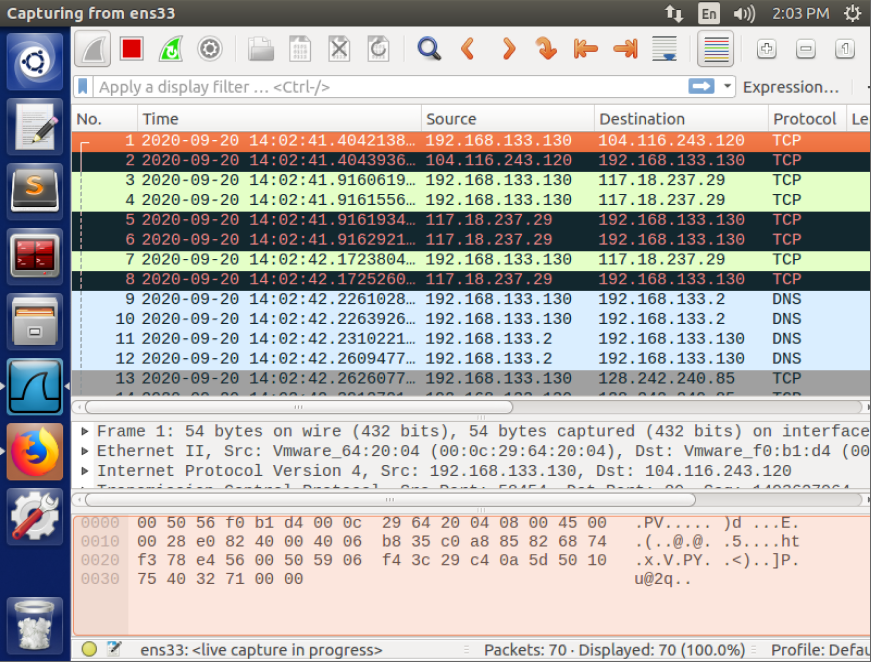 Capturing from ens33
En
2:03 PM
Apply a display filter … <Ctrl-/>
Expression…
No. Time Source Destination Protocol Le
1 2020-09-20 14:02:41.4042138… 192.168.133.130 104.116.243.120 TCP
2 2020-09-20 14:02:41.4043936… 104.116.243.120 192.168.133.130 TCP
3 2020-09-20 14:02:41.9160619… 192.168.133.130 117.18.237.29 TCP
4 2020-09-20 14:02:41.9161556… 192.168.133.130 117.18.237.29 TCP
5 2020-09-20 14:02:41.9161934… 117.18.237.29 192.168.133.130 TCP
6 2020-09-20 14:02:41.9162921… 117.18.237.29 192.168.133.130 TCP
7 2020-09-20 14:02:42.1723804… 192.168.133.130 117.18.237.29 TCP
8 2020-09-20 14:02:42.1725260… 117.18.237.29 192.168.133.130 TCP
9 2020-09-20 14:02:42.2261028… 192.168.133.130 192.168.133.2 DNS
10 2020-09-20 14:02:42.2263926… 192.168.133.130 192.168.133.2 DNS
11 2020-09-20 14:02:42.2310221… 192.168.133.2 192.168.133.130 DNS
12 2020-09-20 14:02:42.2609477… 192.168.133.2 192.168.133.130 DNS
13 2020-09-20 14:02:42.2626077… 192.168.133.130 128.242.240.85 TCP
Frame 1: 54 bytes on wire (432 bits), 54 bytes captured (432 bits) on interface
Ethernet II, Src: Vmware_64:20:04 (00:0c:29:64:20:04), Dst: Vmware_f0:b1:d4 (00
Internet Protocol Version 4, Src: 192.168.133.130, Dst: 104.116.243.120
0000 00 50 56 f0 b1 d4 00 0c 29 64 20 04 08 00 45 00 .PV..... )d ...E.
0010 00 28 e0 82 40 00 40 06 b8 35 c0 a8 85 82 68 74 .(..@.@. .5....ht
0020 f3 78 e4 56 00 50 59 06 f4 3c 29 c4 0a 5d 50 10 .x.V.PY. .<)..]P.
0030 75 40 32 71 00 00 u@2q..
ens33: <live capture in progress>
Packets: 70 · Displayed: 70 (100.0%)
Profile: Defau